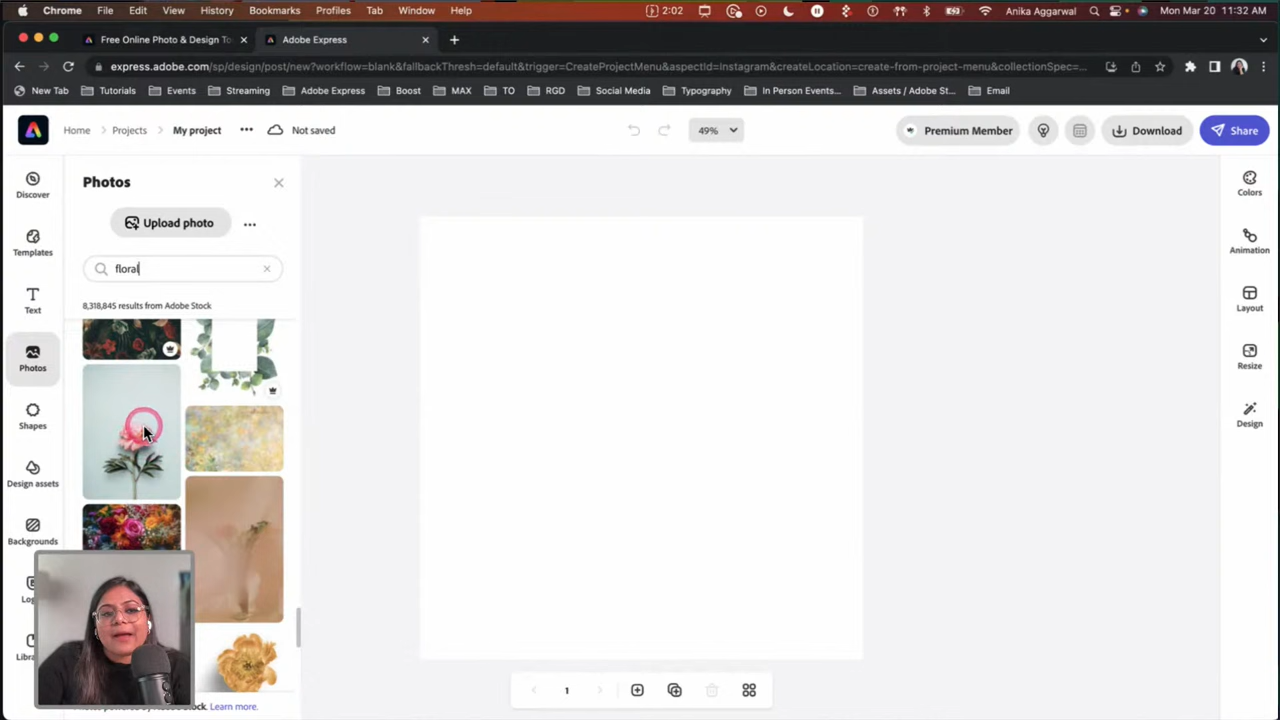 Chrome File Edit View History Bookmarks Profiles Tab Window Help 2:02 Anika Aggarwal Mon Mar 20 11:32 AM
Free Online Photo & Design To
Adobe Express
express.adobe.com/sp/design/post/new?workflow=blank&fallbackThresh=default&trigger=CreateProjectMenu&aspectId=Instagram&createLocation=create-from-project-menu&collectionSpec=...
New Tab Tutorials Events Streaming Adobe Express Boost MAX TO RGD Social Media Typography In Person Events... Assets / Adobe St... Email
Home Projects My project ••• Not saved 49% Premium Member Download Share
Discover
Templates
Text
Photos
Shapes
Design assets
Backgrounds
Photos
Upload photo
floral
8,318,845 results from Adobe Stock
Stock. Learn more.
1
Colors
Animation
Layout
Resize
Design